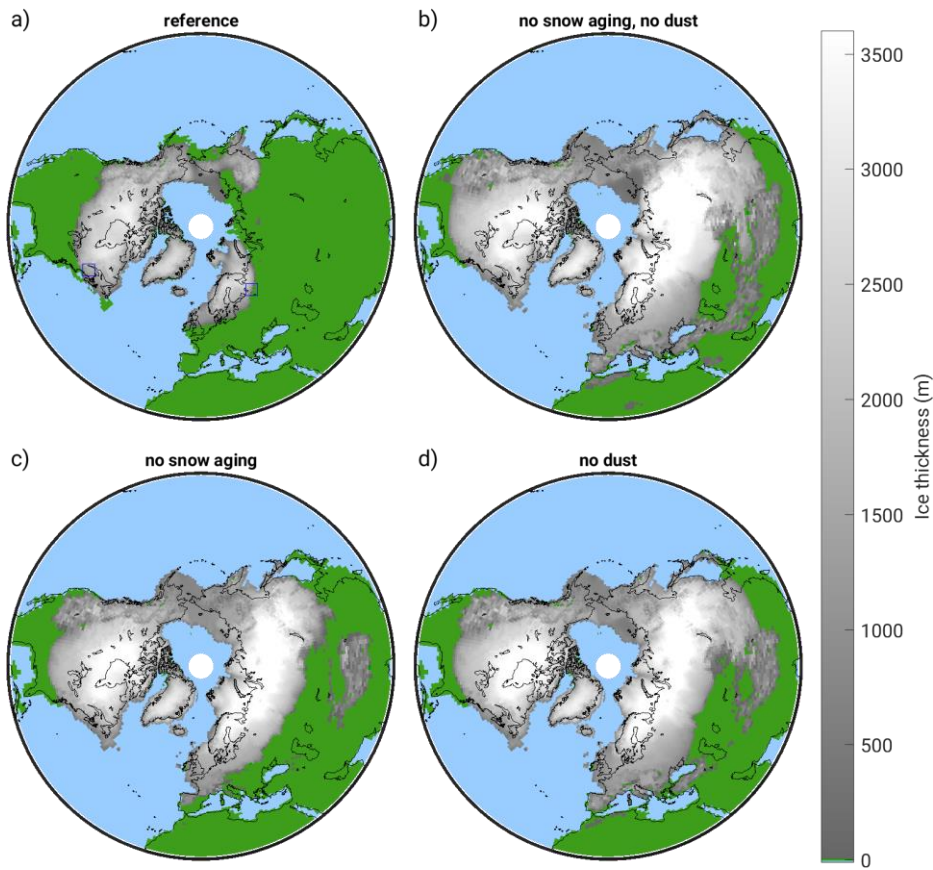 a)
reference
b)
no snow aging, no dust
c)
no snow aging
d)
no dust
3500
3000
2500
2000
1500
1000
500
0
Ice thickness (m)